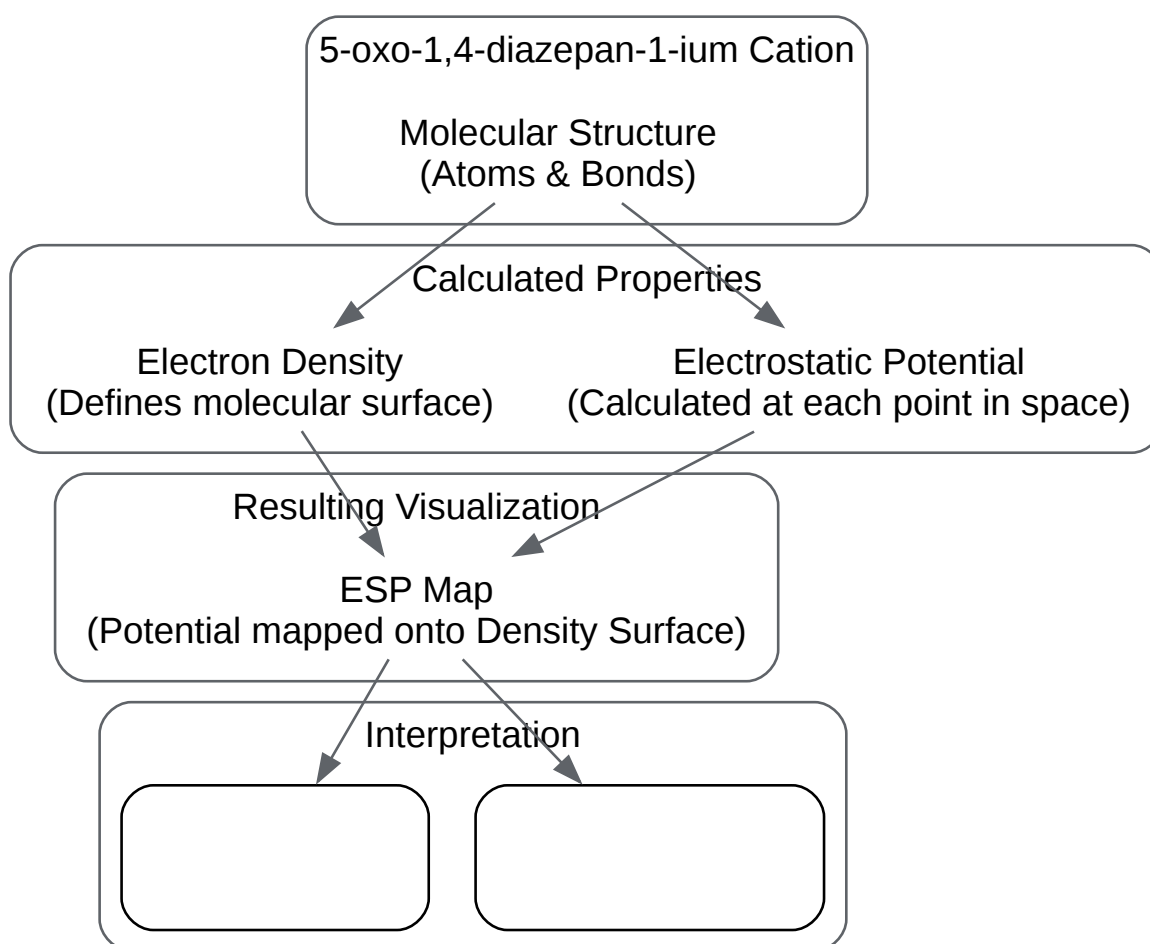 5-oxo-1,4-diazepan-1-ium Cation
Molecular Structure
(Atoms & Bonds)
Calculated Properties
Electron Density
(Defines molecular surface)
Electrostatic Potential
(Calculated at each point in space)
Resulting Visualization
ESP Map
(Potential mapped onto Density Surface)
Interpretation